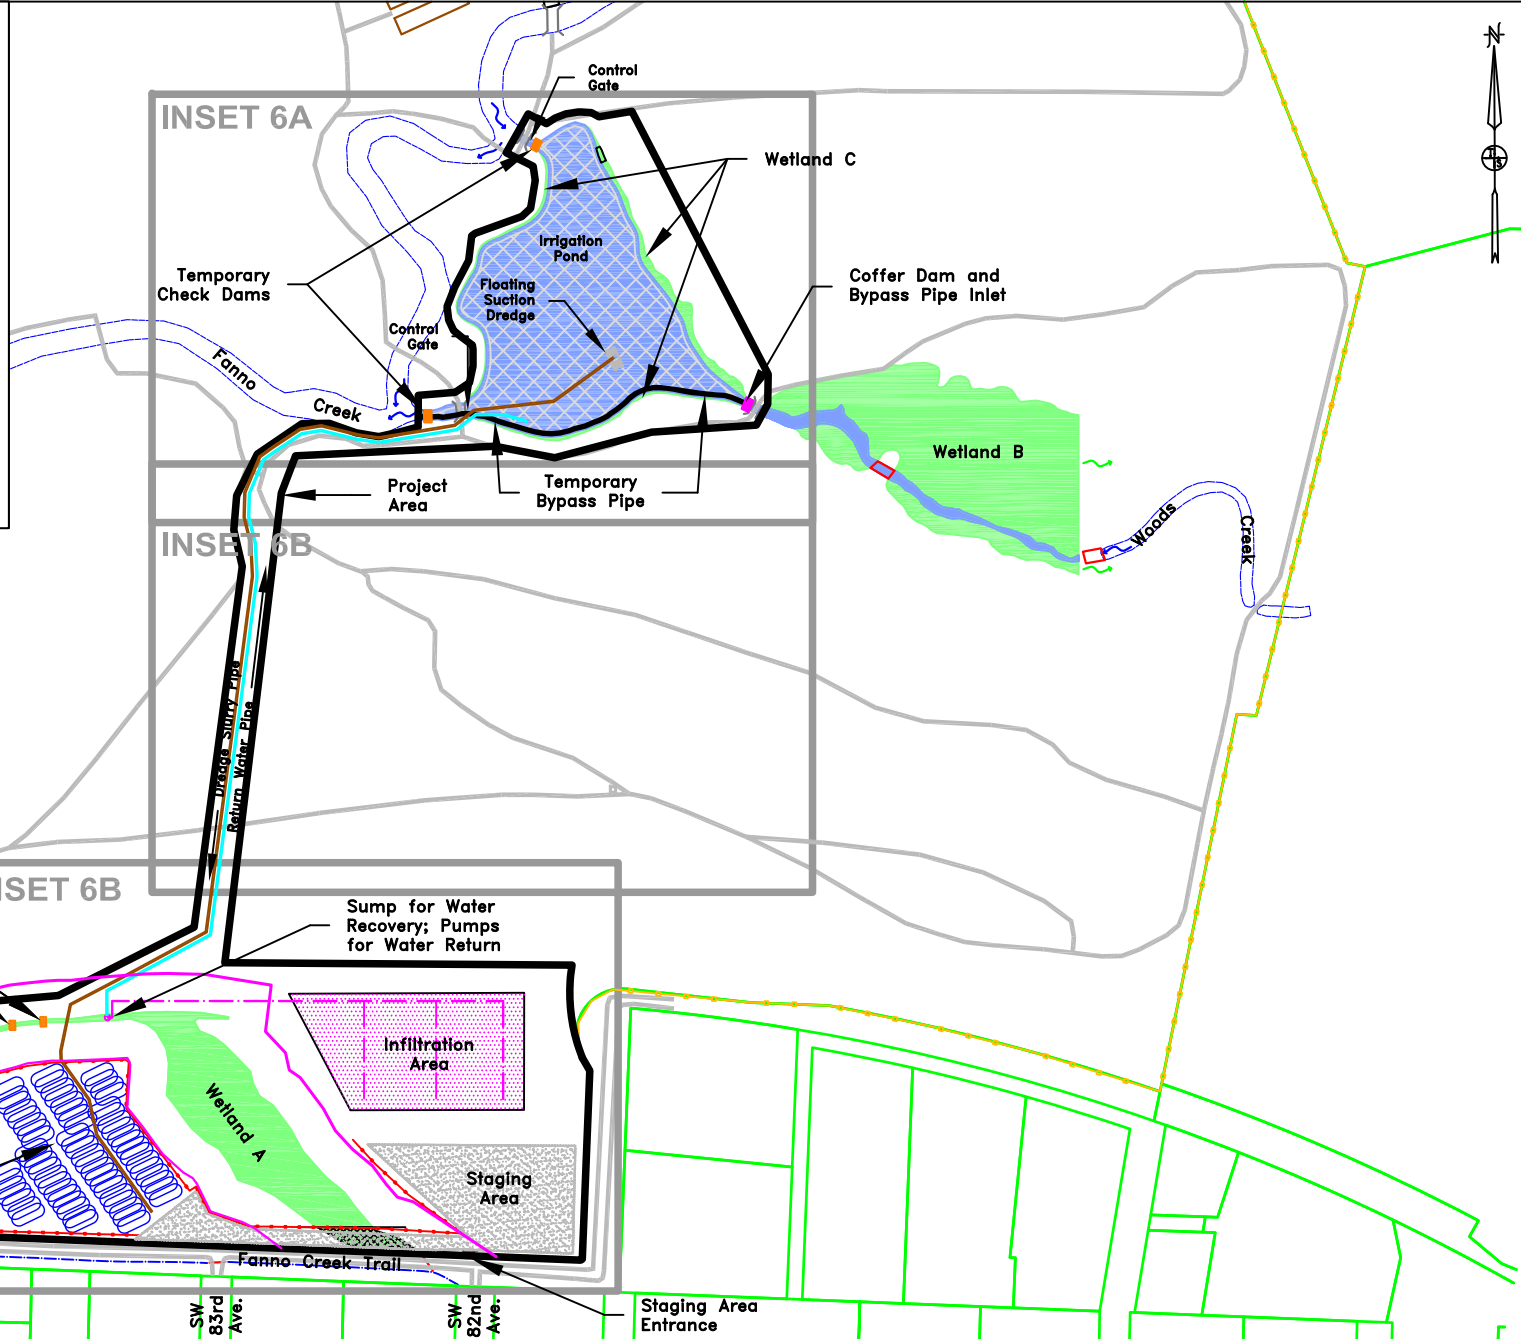 N
Control
Gate
INSET 6A
Wetland C
Irrigation
Pond
Temporary
Check Dams
Floating
Suction
Dredge
Coffer Dam and
Bypass Pipe Inlet
Control
Gate
Fanno
Creek
Wetland B
Project
Area
Temporary
Bypass Pipe
Woods
Creek
INSET 6B
Dredge Slurry Pipe
Return Water Pipe
NSET 6B
Sump for Water
Recovery; Pumps
for Water Return
Infiltration
Area
Wetland A
Staging
Area
Fanno Creek Trail
SW
83rd
Ave.
SW
82nd
Ave.
Staging Area
Entrance